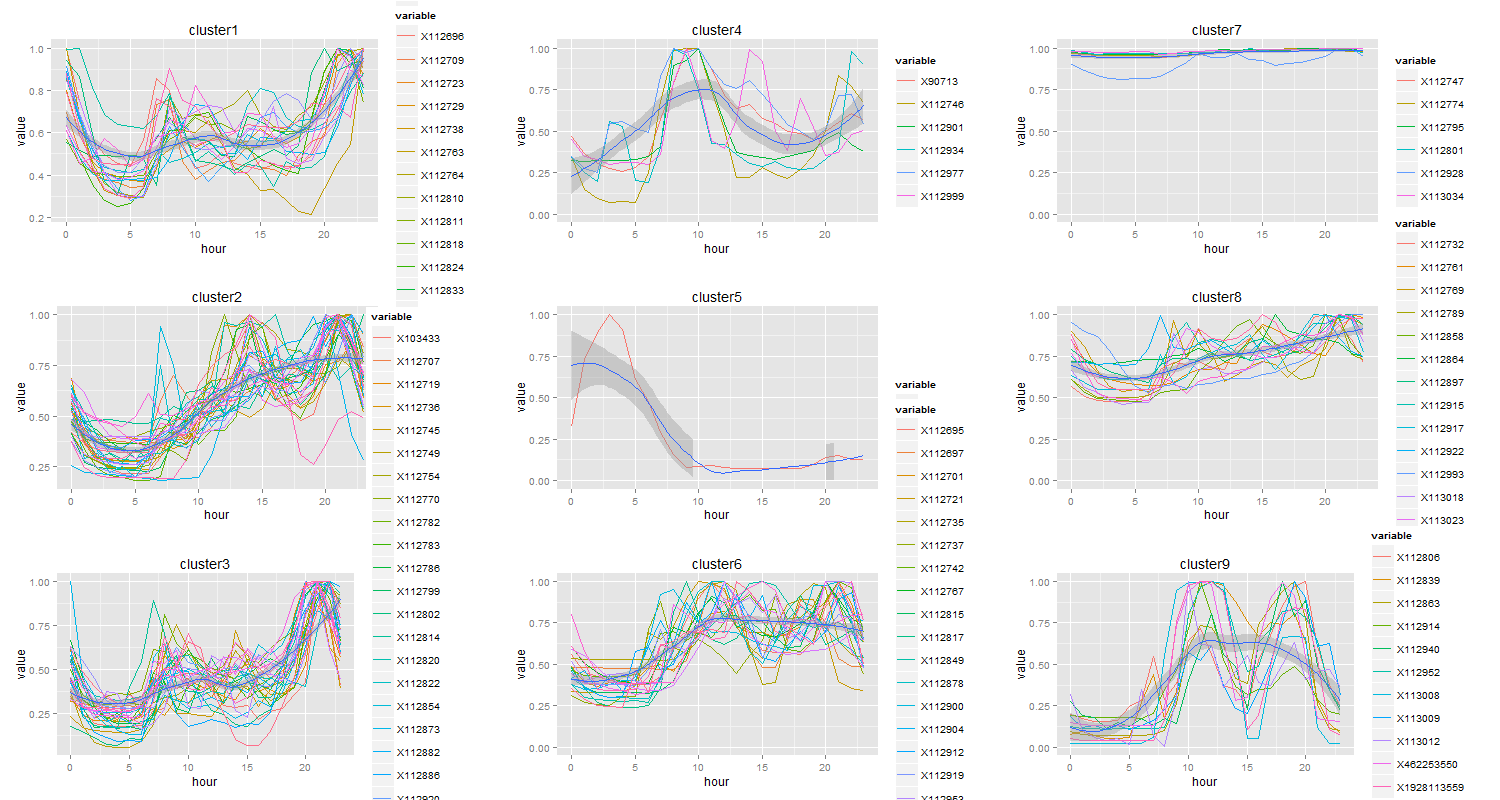 cluster1
1.0
0.8
0.6
0.4
0.2
value
0 5 10 15 20
hour
variable
X112696
X112709
X112723
X112729
X112738
X112763
X112764
X112810
X112811
X112818
X112824
X112833
cluster4
1.00
0.75
0.50
0.25
0.00
value
0 5 10 15 20
hour
variable
X90713
X112746
X112901
X112934
X112977
X112999
cluster7
1.00
0.75
0.50
0.25
0.00
value
0 5 10 15 20
hour
variable
X112747
X112774
X112795
X112801
X112928
X113034
cluster2
1.00
0.75
0.50
0.25
value
0 5 10 15 20
hour
variable
X103433
X112707
X112719
X112736
X112745
X112749
X112754
X112770
X112782
X112783
X112786
X112799
X112802
X112814
X112820
X112822
X112854
X112873
X112882
X112886
X112920
cluster5
1.00
0.75
0.50
0.25
0.00
value
0 5 10 15 20
hour
variable
cluster8
1.00
0.75
0.50
0.25
0.00
value
0 5 10 15 20
hour
variable
X112732
X112761
X112769
X112789
X112858
X112864
X112897
X112915
X112917
X112922
X112993
X113018
X113023
cluster3
1.00
0.75
0.50
0.25
value
0 5 10 15 20
hour
cluster6
1.00
0.75
0.50
0.25
0.00
value
0 5 10 15 20
hour
variable
X112695
X112697
X112701
X112721
X112735
X112737
X112742
X112767
X112815
X112817
X112849
X112878
X112900
X112904
X112912
X112919
X112953
cluster9
1.00
0.75
0.50
0.25
0.00
value
0 5 10 15 20
hour
variable
X112806
X112839
X112863
X112914
X112940
X112952
X113008
X113009
X113012
X462253550
X1928113559